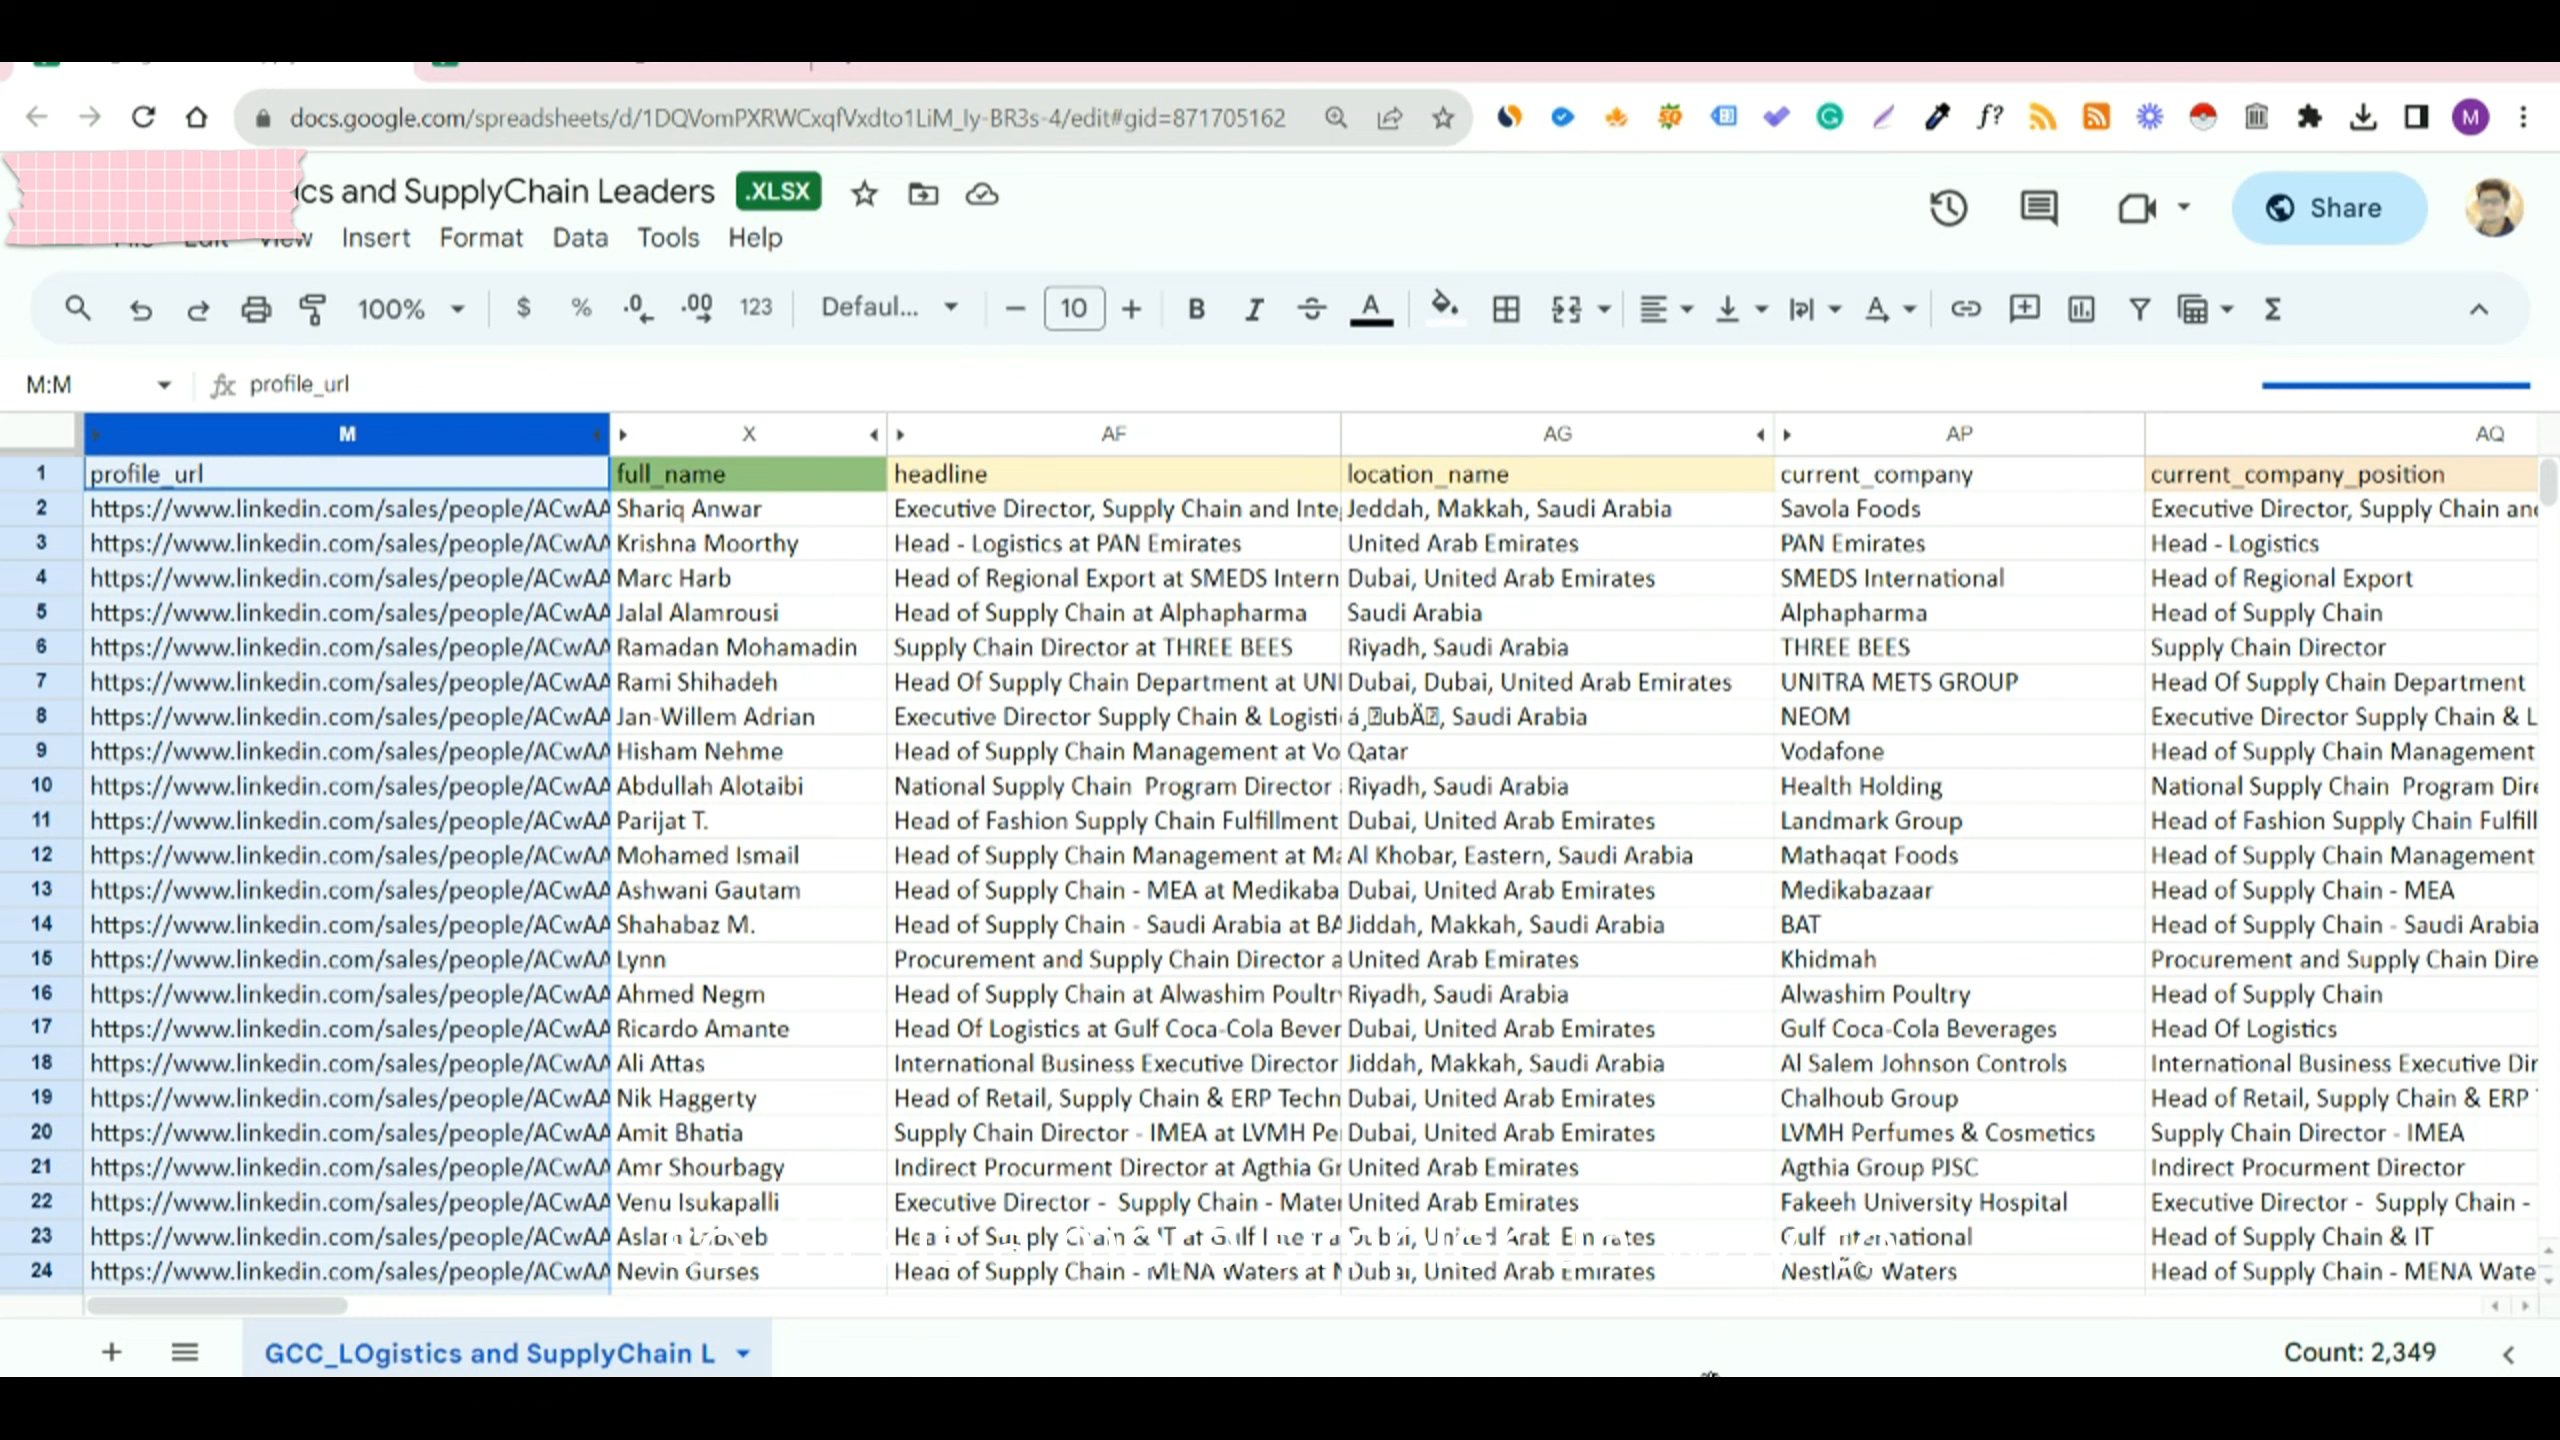 docs.google.com/spreadsheets/d/1DQVomPXRWCxqfVxdto1LiM_ly-BR3s-4/edit#gid=871705162
f? M
and SupplyChain Leaders .XLSX
Share
File Edit View Insert Format Data Tools Help
100% $ % .0 .00 123 Defaul... 10 B I A Σ
M:M fx profile_url
M X AF AG AP AQ
1 profile_url full_name headline location_name current_company current_company_position
2 https://www.linkedin.com/sales/people/ACwAA Shariq Anwar Executive Director, Supply Chain and Inte Jeddah, Makkah, Saudi Arabia Savola Foods Executive Director, Supply Chain and
3 https://www.linkedin.com/sales/people/ACwAA Krishna Moorthy Head - Logistics at PAN Emirates United Arab Emirates PAN Emirates Head - Logistics
4 https://www.linkedin.com/sales/people/ACwAA Marc Harb Head of Regional Export at SMEDS Intern Dubai, United Arab Emirates SMEDS International Head of Regional Export
5 https://www.linkedin.com/sales/people/ACwAA Jalal Alamrousi Head of Supply Chain at Alphapharma Saudi Arabia Alphapharma Head of Supply Chain
6 https://www.linkedin.com/sales/people/ACwAA Ramadan Mohamadin Supply Chain Director at THREE BEES Riyadh, Saudi Arabia THREE BEES Supply Chain Director
7 https://www.linkedin.com/sales/people/ACwAA Rami Shihadeh Head Of Supply Chain Department at UNI Dubai, Dubai, United Arab Emirates UNITRA METS GROUP Head Of Supply Chain Department
8 https://www.linkedin.com/sales/people/ACwAA Jan-Willem Adrian Executive Director Supply Chain & Logisti Saudi Arabia NEOM Executive Director Supply Chain & L
9 https://www.linkedin.com/sales/people/ACwAA Hisham Nehme Head of Supply Chain Management at Vo Qatar Vodafone Head of Supply Chain Management
10 https://www.linkedin.com/sales/people/ACwAA Abdullah Alotaibi National Supply Chain Program Director Riyadh, Saudi Arabia Health Holding National Supply Chain Program Dire
11 https://www.linkedin.com/sales/people/ACwAA Parijat T. Head of Fashion Supply Chain Fulfillment Dubai, United Arab Emirates Landmark Group Head of Fashion Supply Chain Fulfill
12 https://www.linkedin.com/sales/people/ACwAA Mohamed Ismail Head of Supply Chain Management at Ma Al Khobar, Eastern, Saudi Arabia Mathaqat Foods Head of Supply Chain Management
13 https://www.linkedin.com/sales/people/ACwAA Ashwani Gautam Head of Supply Chain - MEA at Medikaba Dubai, United Arab Emirates Medikabazaar Head of Supply Chain - MEA
14 https://www.linkedin.com/sales/people/ACwAA Shahabaz M. Head of Supply Chain - Saudi Arabia at BA Jiddah, Makkah, Saudi Arabia BAT Head of Supply Chain - Saudi Arabia
15 https://www.linkedin.com/sales/people/ACwAA Lynn Procurement and Supply Chain Director a United Arab Emirates Khidmah Procurement and Supply Chain Dire
16 https://www.linkedin.com/sales/people/ACwAA Ahmed Negm Head of Supply Chain at Alwashim Poultr Riyadh, Saudi Arabia Alwashim Poultry Head of Supply Chain
17 https://www.linkedin.com/sales/people/ACwAA Ricardo Amante Head Of Logistics at Gulf Coca-Cola Bever Dubai, United Arab Emirates Gulf Coca-Cola Beverages Head Of Logistics
18 https://www.linkedin.com/sales/people/ACwAA Ali Attas International Business Executive Director Jiddah, Makkah, Saudi Arabia Al Salem Johnson Controls International Business Executive Dir
19 https://www.linkedin.com/sales/people/ACwAA Nik Haggerty Head of Retail, Supply Chain & ERP Techn Dubai, United Arab Emirates Chalhoub Group Head of Retail, Supply Chain & ERP
20 https://www.linkedin.com/sales/people/ACwAA Amit Bhatia Supply Chain Director - IMEA at LVMH Pe Dubai, United Arab Emirates LVMH Perfumes & Cosmetics Supply Chain Director - IMEA
21 https://www.linkedin.com/sales/people/ACwAA Amr Shourbagy Indirect Procurment Director at Agthia Gr United Arab Emirates Agthia Group PJSC Indirect Procurment Director
22 https://www.linkedin.com/sales/people/ACwAA Venu Isukapalli Executive Director - Supply Chain - Mater United Arab Emirates Fakeeh University Hospital Executive Director - Supply Chain -
23 https://www.linkedin.com/sales/people/ACwAA Head of Supply Chain & IT at Gulf Interna Dubai, United Arab Emirates Gulf International Head of Supply Chain & IT
24 https://www.linkedin.com/sales/people/ACwAA Nevin Gurses Head of Supply Chain - MENA Waters at N Dubai, United Arab Emirates NestlÃ© Waters Head of Supply Chain - MENA Wate
GCC_LOgistics and SupplyChain L Count: 2,349